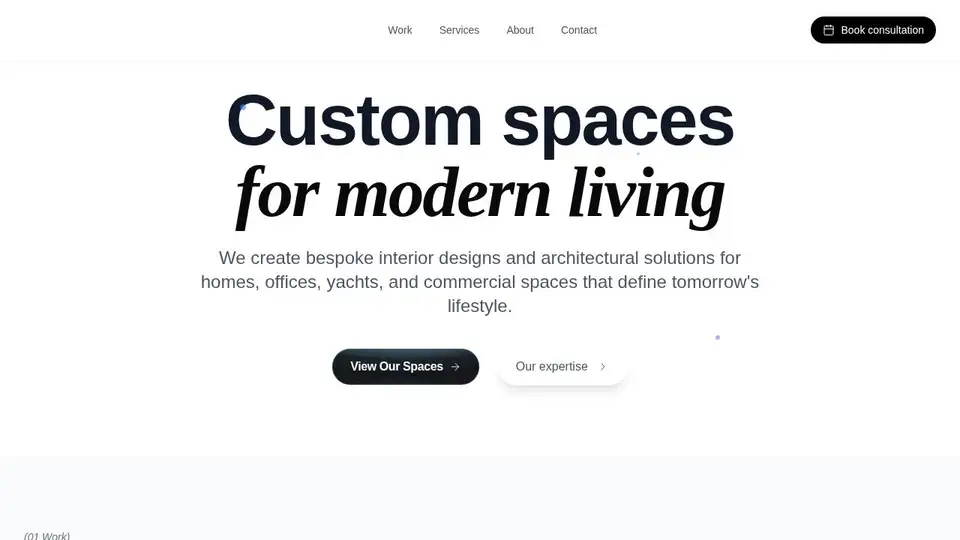 Work
Services
About
Contact
Book consultation
Custom spaces
for modern living
We create bespoke interior designs and architectural solutions for
homes, offices, yachts, and commercial spaces that define tomorrow's
lifestyle.
View Our Spaces
Our expertise
(01 Work)